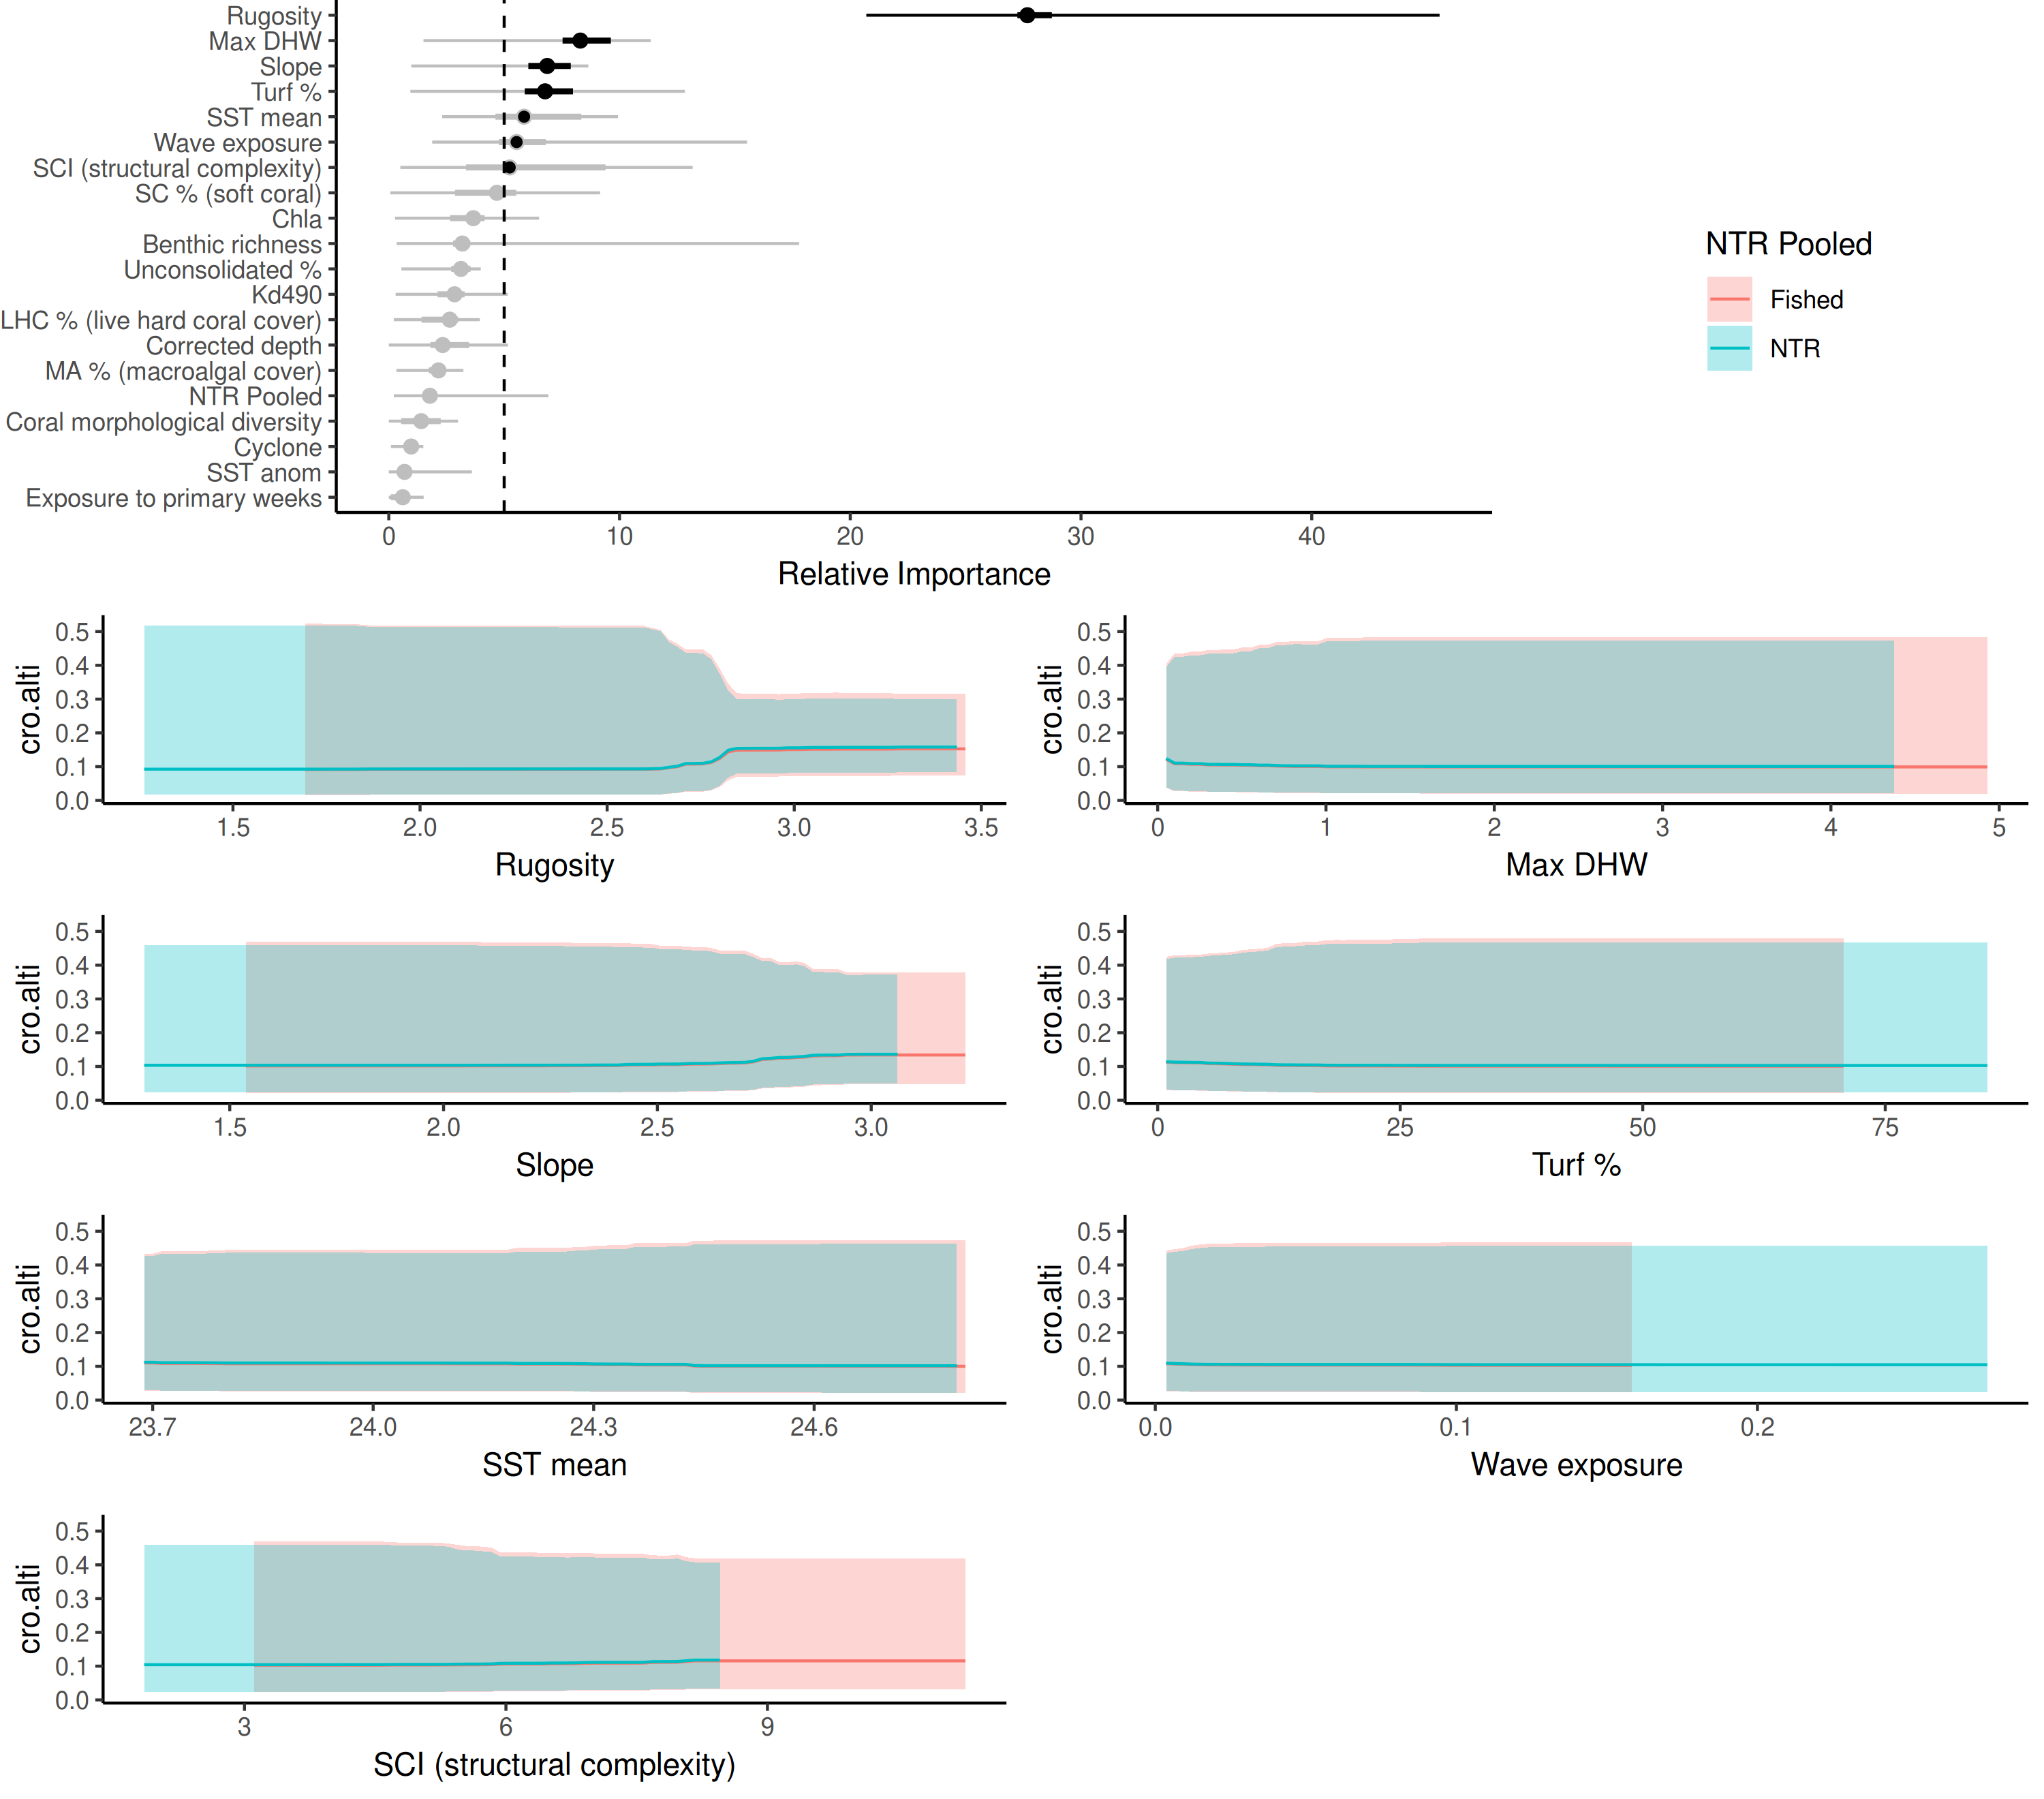 Rugosity
Max DHW
Slope
Turf %
SST mean
Wave exposure
SCI (structural complexity)
SC % (soft coral)
Chla
Benthic richness
Unconsolidated %
Kd490
LHC % (live hard coral cover)
Corrected depth
MA % (macroalgal cover)
NTR Pooled
Coral morphological diversity
Cyclone
SST anom
Exposure to primary weeks
0 10 20 30 40
Relative Importance
NTR Pooled
Fished
NTR
cro.alti
0.5
0.4
0.3
0.2
0.1
0.0
1.5 2.0 2.5 3.0 3.5
Rugosity
cro.alti
0.5
0.4
0.3
0.2
0.1
0.0
0 1 2 3 4 5
Max DHW
cro.alti
0.5
0.4
0.3
0.2
0.1
0.0
1.5 2.0 2.5 3.0
Slope
cro.alti
0.5
0.4
0.3
0.2
0.1
0.0
0 25 50 75
Turf %
cro.alti
0.5
0.4
0.3
0.2
0.1
0.0
23.7 24.0 24.3 24.6
SST mean
cro.alti
0.5
0.4
0.3
0.2
0.1
0.0
0.0 0.1 0.2
Wave exposure
cro.alti
0.5
0.4
0.3
0.2
0.1
0.0
3 6 9
SCI (structural complexity)